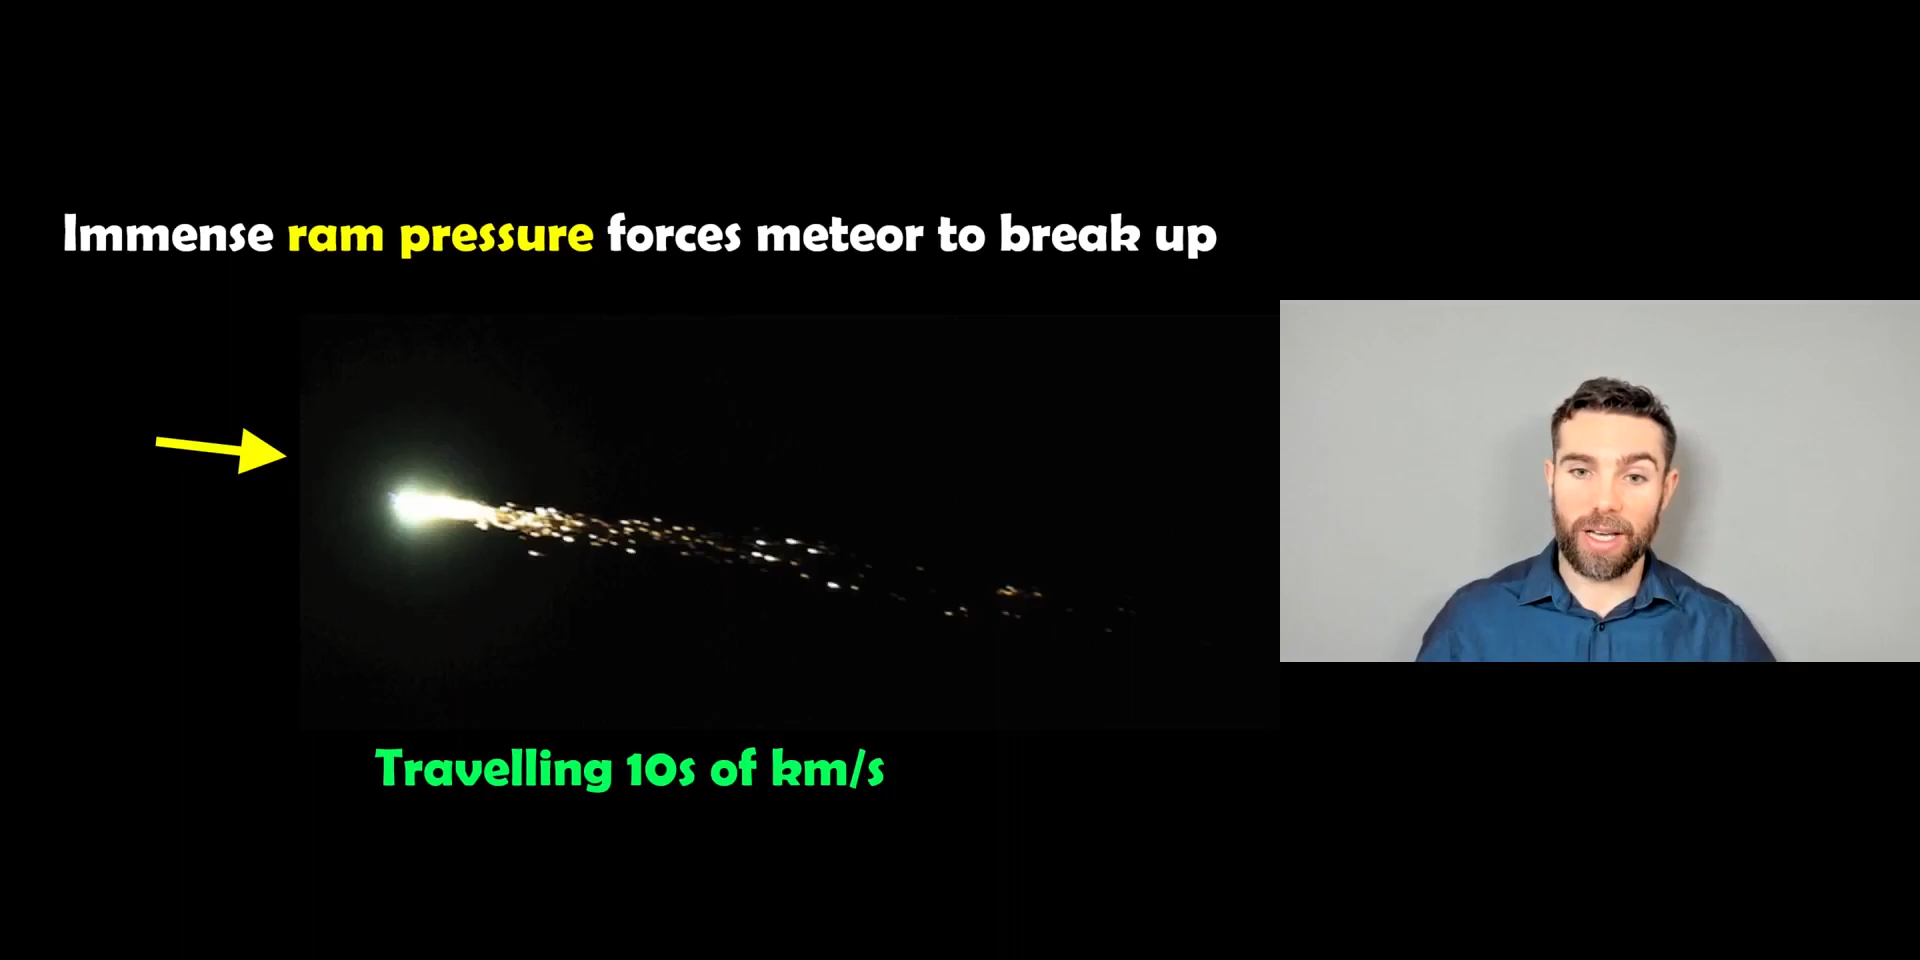 Immense ram pressure forces meteor to break up
Travelling 10s of km/s